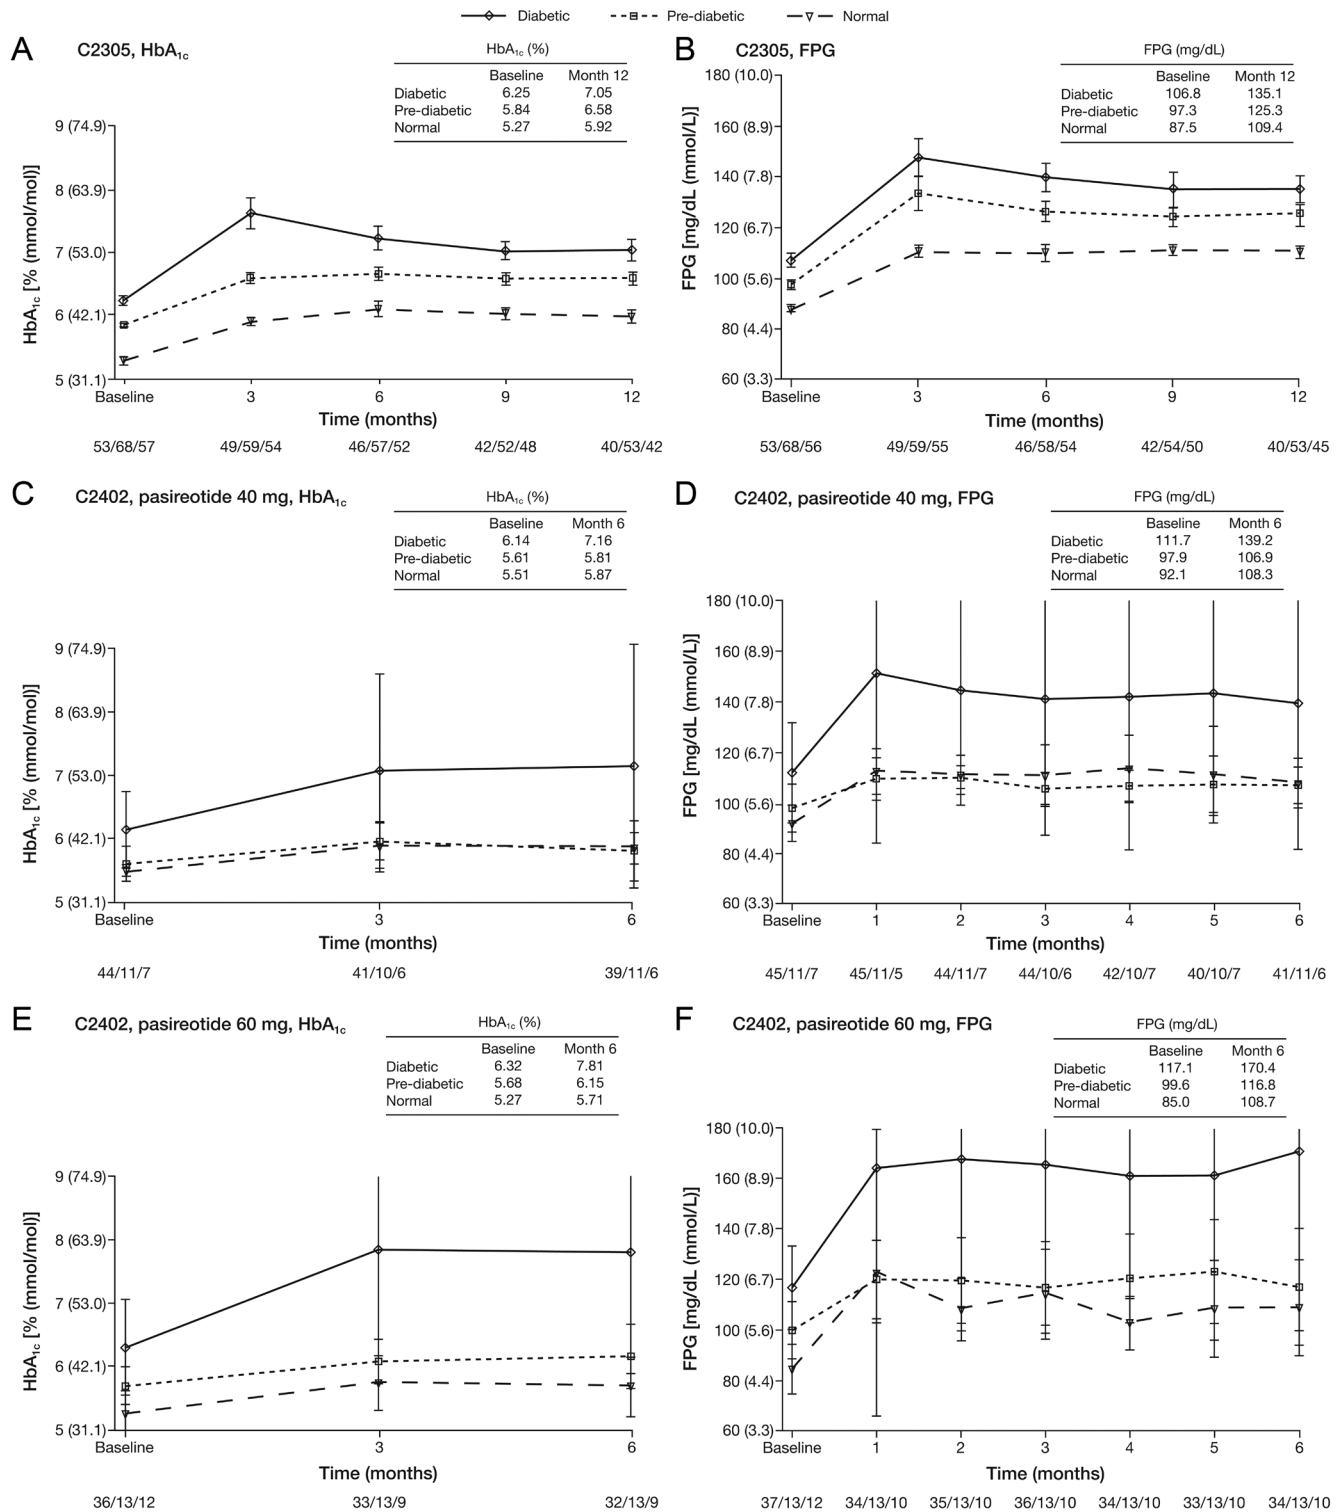 Diabetic Pre-diabetic Normal
A C2305, HbA1c
HbA1c (%)
Baseline Month 12
Diabetic 6.25 7.05
Pre-diabetic 5.84 6.58
Normal 5.27 5.92
HbA1c [% (mmol/mol)]
9 (74.9)
8 (63.9)
7 (53.0)
6 (42.1)
5 (31.1)
Baseline 3 6 9 12
Time (months)
53/68/57 49/59/54 46/57/52 42/52/48 40/53/42
B C2305, FPG
FPG (mg/dL)
Baseline Month 12
Diabetic 106.8 135.1
Pre-diabetic 97.3 125.3
Normal 87.5 109.4
FPG [mg/dL (mmol/L)]
180 (10.0)
160 (8.9)
140 (7.8)
120 (6.7)
100 (5.6)
80 (4.4)
60 (3.3)
Baseline 3 6 9 12
Time (months)
53/68/56 49/59/55 46/58/54 42/54/50 40/53/45
C C2402, pasireotide 40 mg, HbA1c
HbA1c (%)
Baseline Month 6
Diabetic 6.14 7.16
Pre-diabetic 5.61 5.81
Normal 5.51 5.87
HbA1c [% (mmol/mol)]
9 (74.9)
8 (63.9)
7 (53.0)
6 (42.1)
5 (31.1)
Baseline 3 6
Time (months)
44/11/7 41/10/6 39/11/6
D C2402, pasireotide 40 mg, FPG
FPG (mg/dL)
Baseline Month 6
Diabetic 111.7 139.2
Pre-diabetic 97.9 106.9
Normal 92.1 108.3
FPG [mg/dL (mmol/L)]
180 (10.0)
160 (8.9)
140 (7.8)
120 (6.7)
100 (5.6)
80 (4.4)
60 (3.3)
Baseline 1 2 3 4 5 6
Time (months)
45/11/7 45/11/5 44/11/7 44/10/6 42/10/7 40/10/7 41/11/6
E C2402, pasireotide 60 mg, HbA1c
HbA1c (%)
Baseline Month 6
Diabetic 6.32 7.81
Pre-diabetic 5.68 6.15
Normal 5.27 5.71
HbA1c [% (mmol/mol)]
9 (74.9)
8 (63.9)
7 (53.0)
6 (42.1)
5 (31.1)
Baseline 3 6
Time (months)
36/13/12 33/13/9 32/13/9
F C2402, pasireotide 60 mg, FPG
FPG (mg/dL)
Baseline Month 6
Diabetic 117.1 170.4
Pre-diabetic 99.6 116.8
Normal 85.0 108.7
FPG [mg/dL (mmol/L)]
180 (10.0)
160 (8.9)
140 (7.8)
120 (6.7)
100 (5.6)
80 (4.4)
60 (3.3)
Baseline 1 2 3 4 5 6
Time (months)
37/13/12 34/13/10 35/13/10 36/13/10 34/13/10 33/13/10 34/13/10